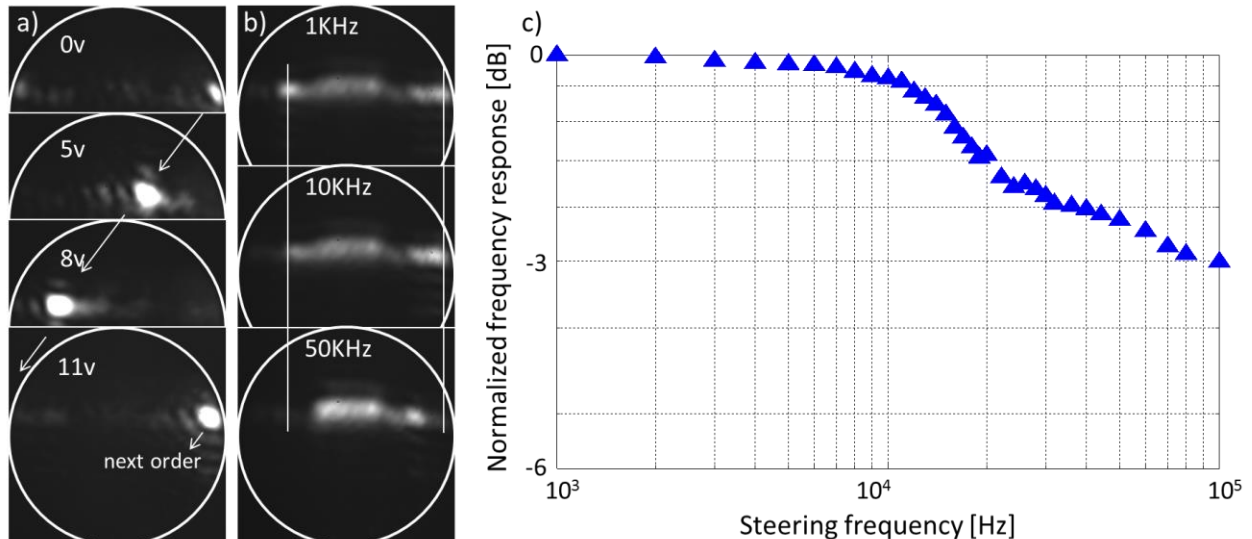 a)
0v
5v
8v
11v
next order
b)
1KHz
10KHz
50KHz
c)
Normalized frequency response [dB]
0
-3
-6
10³
10⁴
10⁵
Steering frequency [Hz]